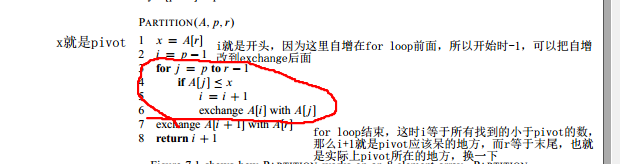 PARTITION(A, p, r)
x就是pivot
1 x = A[r]
i就是开头，因为这里自增在for loop前面，所以开始时-1，可以把自增
改到exchange后面
2 i = p − 1
3 for j = p to r − 1
4 if A[j] ≤ x
5 i = i + 1
6 exchange A[i] with A[j]
7 exchange A[i + 1] with A[r]
8 return i + 1
for loop结束，这时i等于所有找到的小于pivot的数，
那么i+1就是pivot应该呆的地方，而r等于末尾，也就
是实际上pivot所在的地方，换一下